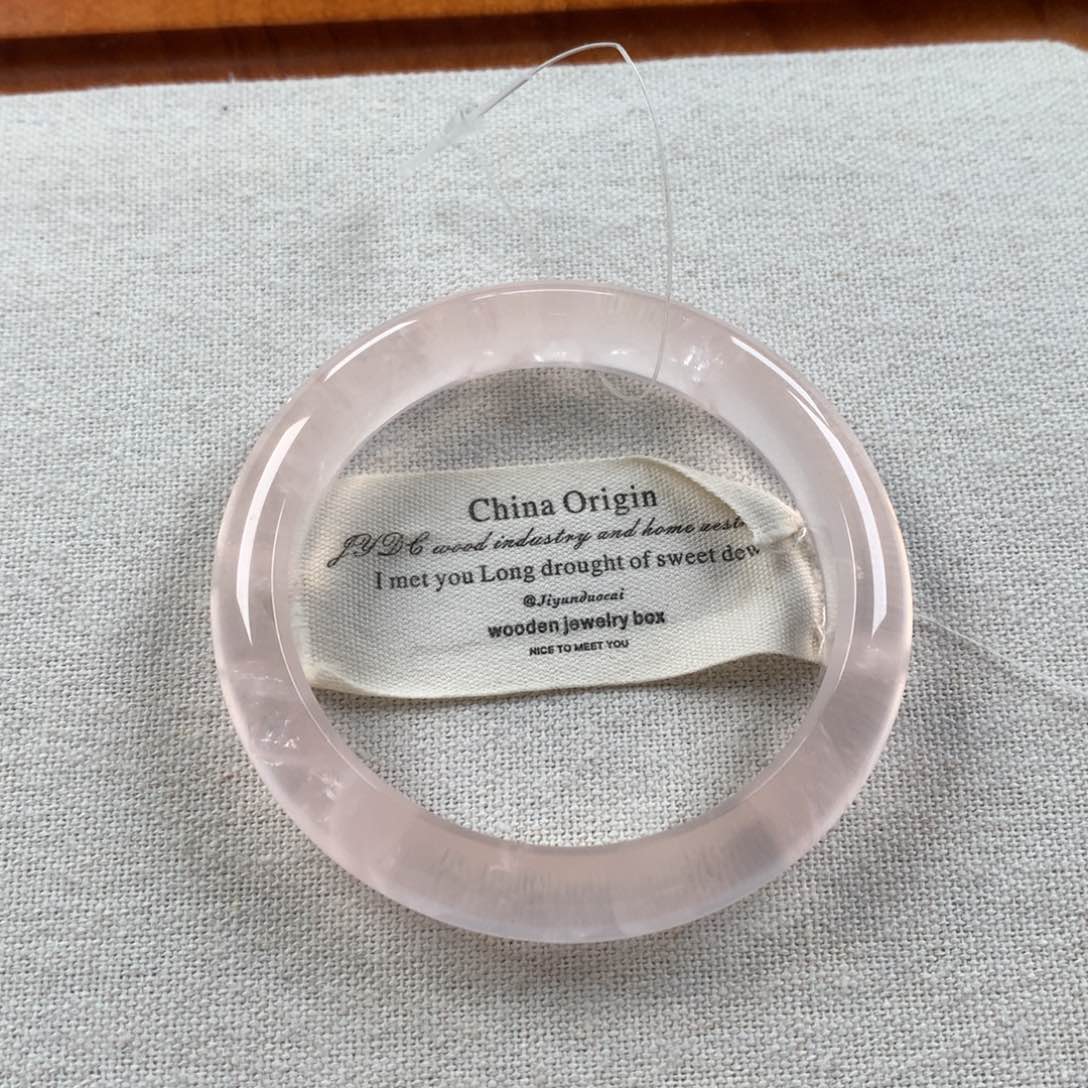 China Origin
JYDC wood industry and home
I met you Long drought of sweet dew
@Jiyunduocai
wooden jewelry box
NICE TO MEET YOU